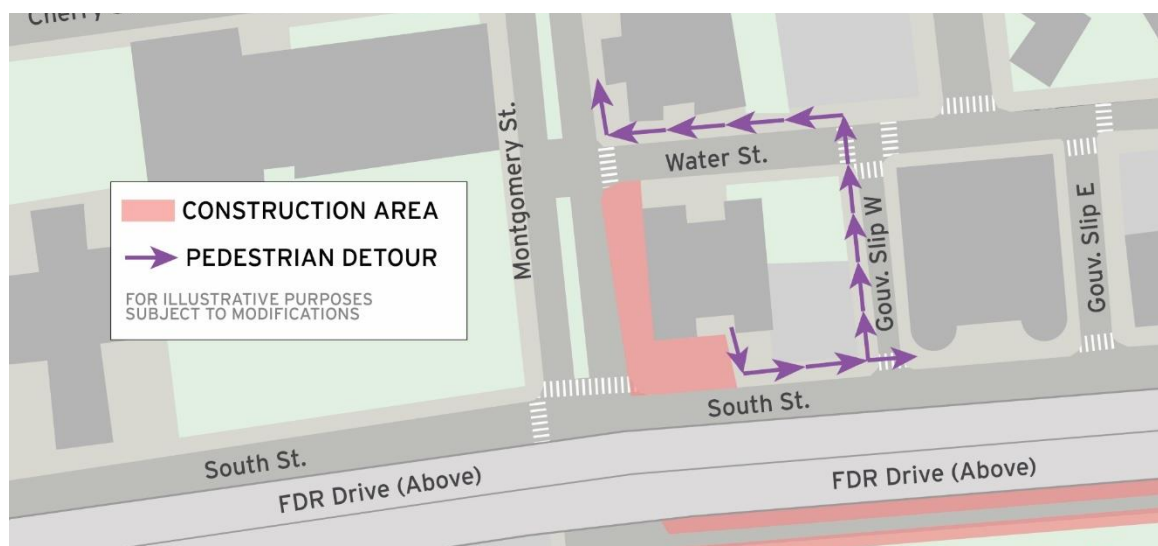 Cherry
Montgomery St.
Water St.
CONSTRUCTION AREA
PEDESTRIAN DETOUR
FOR ILLUSTRATIVE PURPOSES
SUBJECT TO MODIFICATIONS
Gouv. Slip W
Gouv. Slip E
South St.
South St.
FDR Drive (Above)
FDR Drive (Above)